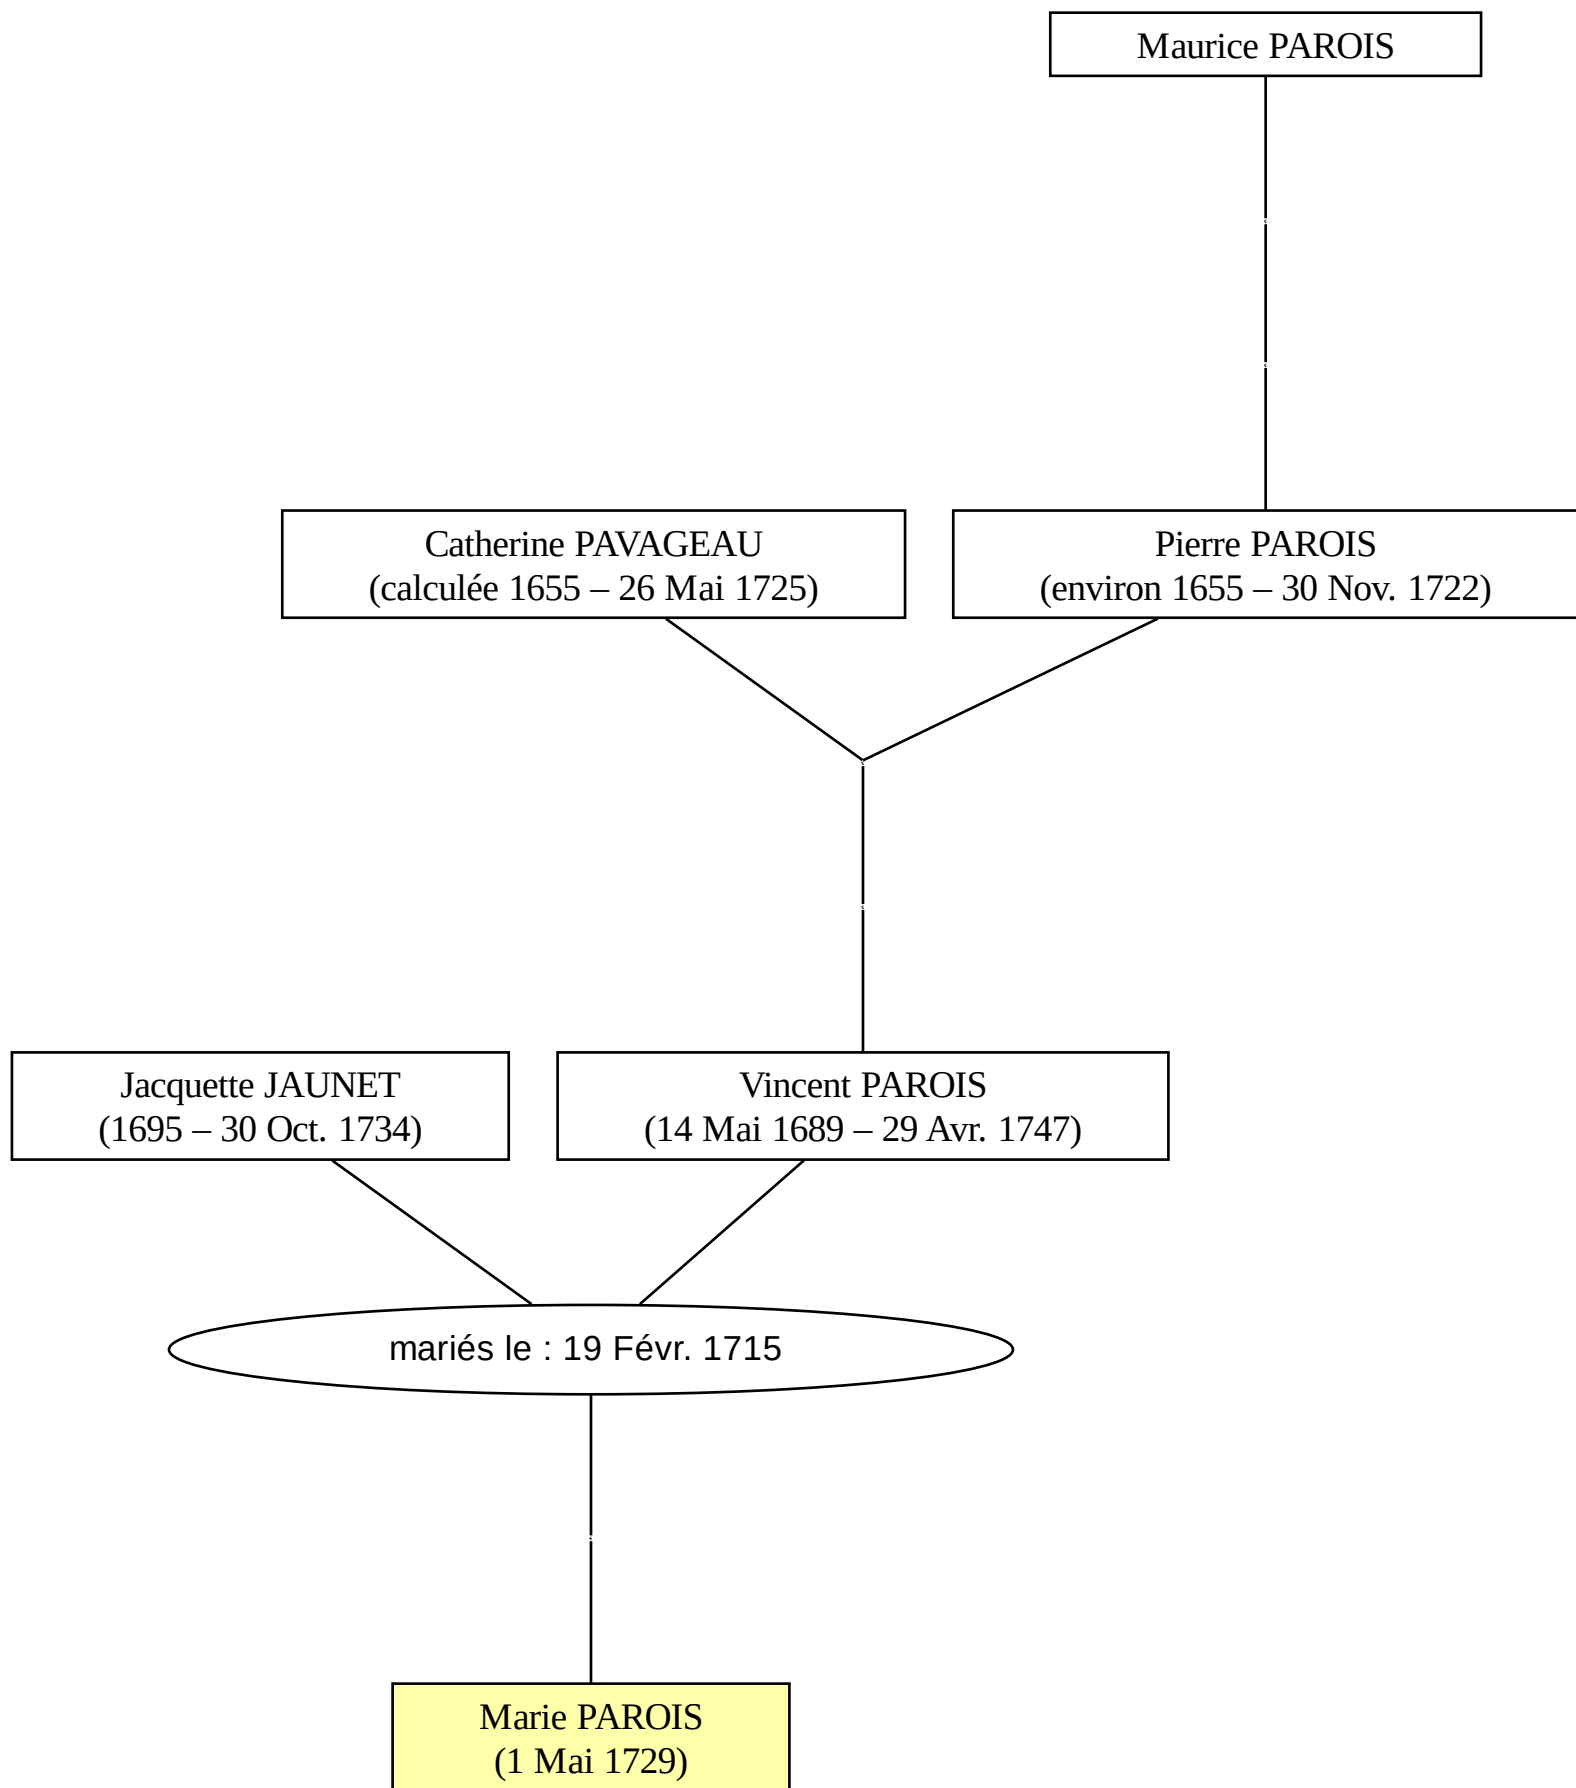 Maurice PAROIS
Catherine PAVAGEAU
(calculée 1655 – 26 Mai 1725)
Pierre PAROIS
(environ 1655 – 30 Nov. 1722)
Jacquette JAUNET
(1695 – 30 Oct. 1734)
Vincent PAROIS
(14 Mai 1689 – 29 Avr. 1747)
mariés le : 19 Févr. 1715
Marie PAROIS
(1 Mai 1729)